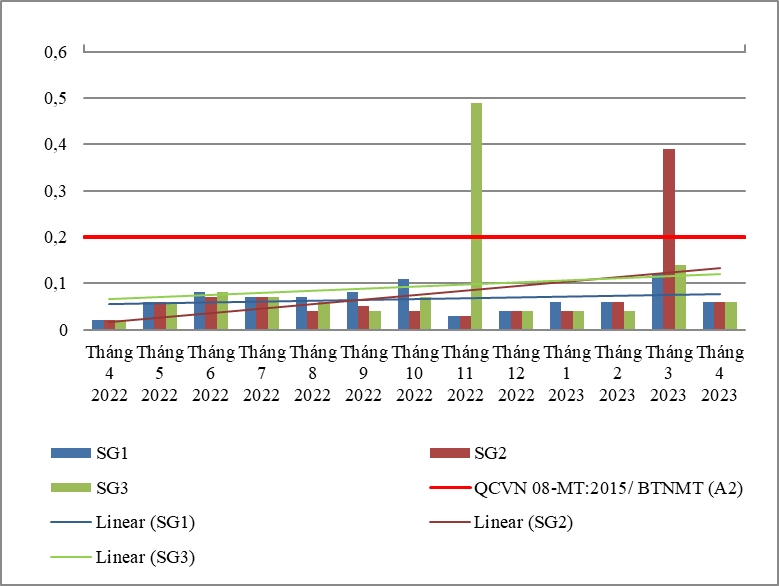 0,6
0,5
0,4
0,3
0,2
0,1
0
Tháng 4 2022
Tháng 5 2022
Tháng 6 2022
Tháng 7 2022
Tháng 8 2022
Tháng 9 2022
Tháng 10 2022
Tháng 11 2022
Tháng 12 2022
Tháng 1 2023
Tháng 2 2023
Tháng 3 2023
Tháng 4 2023
SG1
SG2
SG3
QCVN 08-MT:2015/ BTNMT (A2)
Linear (SG1)
Linear (SG2)
Linear (SG3)